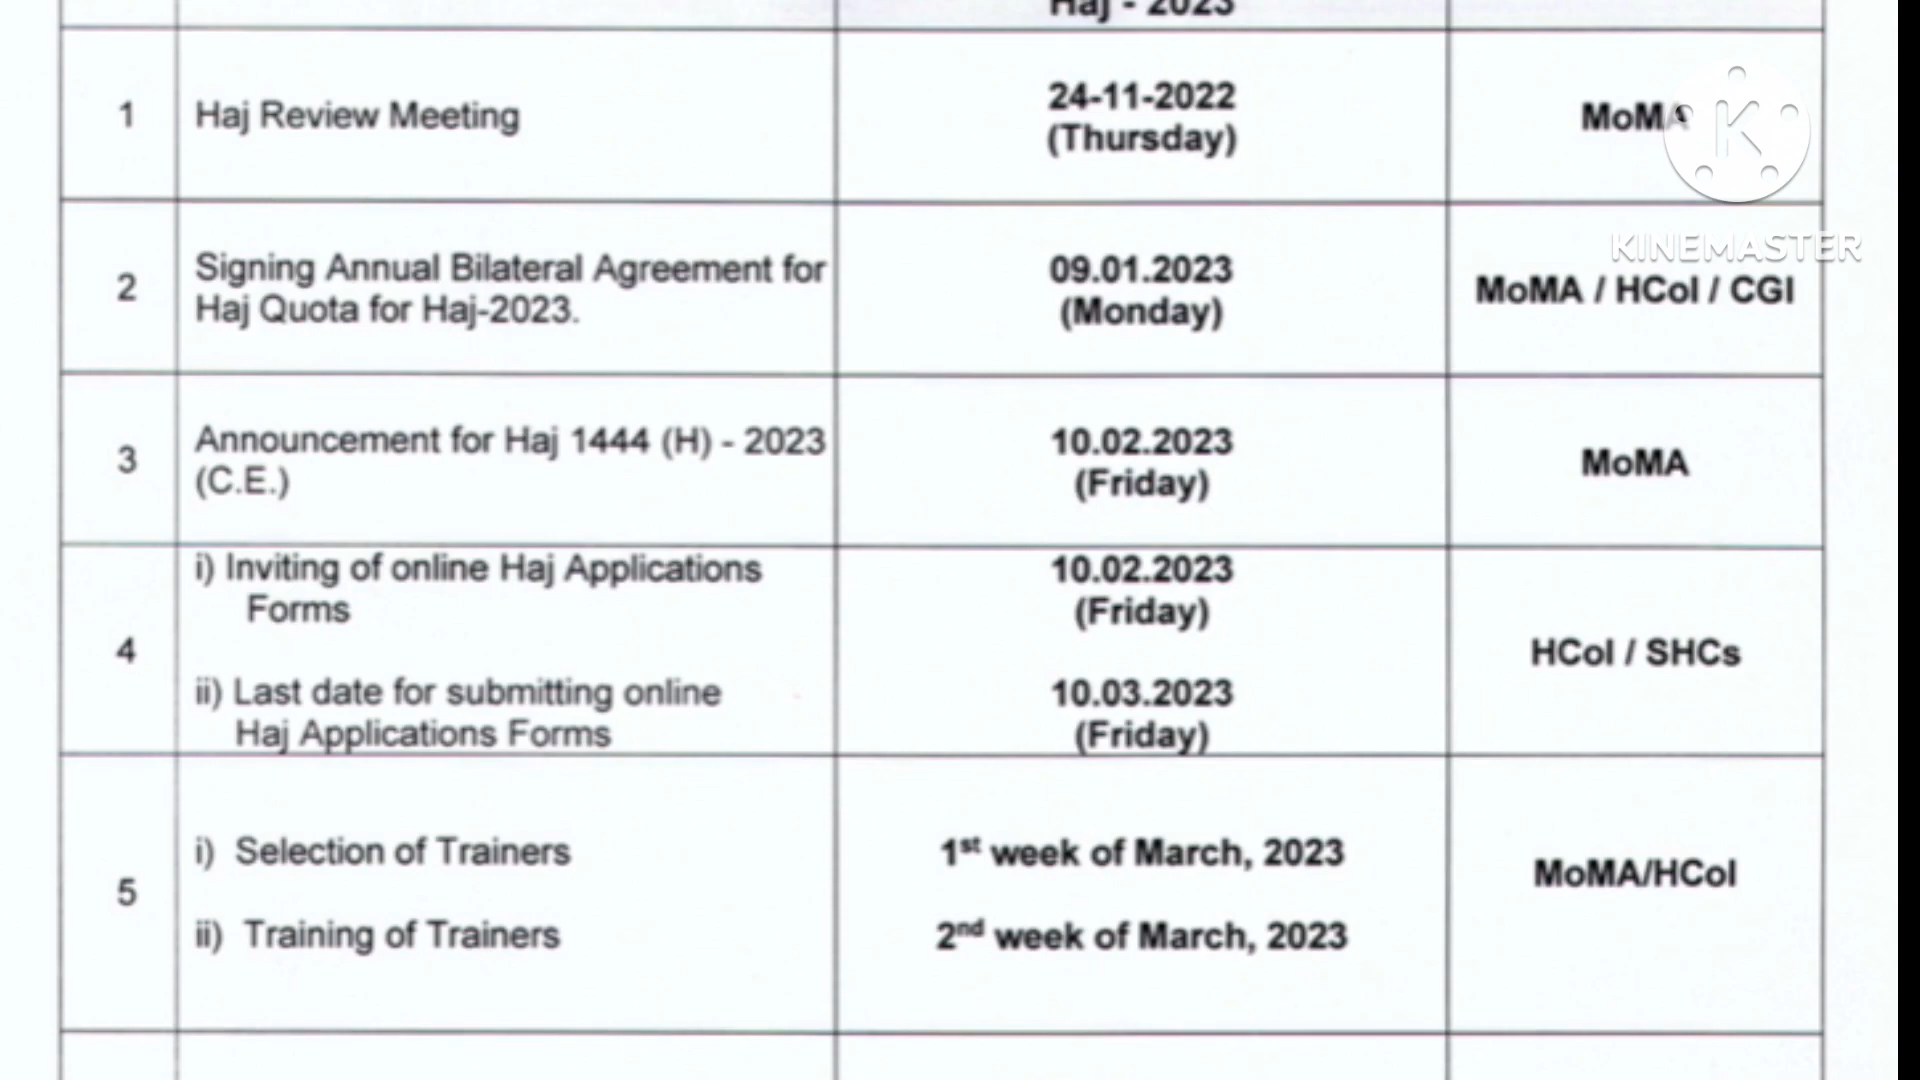 Haj - 2023
1
Haj Review Meeting
24-11-2022
(Thursday)
MoMA
2
Signing Annual Bilateral Agreement for
Haj Quota for Haj-2023.
09.01.2023
(Monday)
MoMA / HCoI / CGI
3
Announcement for Haj 1444 (H) - 2023
(C.E.)
10.02.2023
(Friday)
MoMA
4
i) Inviting of online Haj Applications
Forms
10.02.2023
(Friday)
ii) Last date for submitting online
Haj Applications Forms
10.03.2023
(Friday)
HCoI / SHCs
5
i) Selection of Trainers
1st week of March, 2023
ii) Training of Trainers
2nd week of March, 2023
MoMA/HCoI
K
KINEMASTER